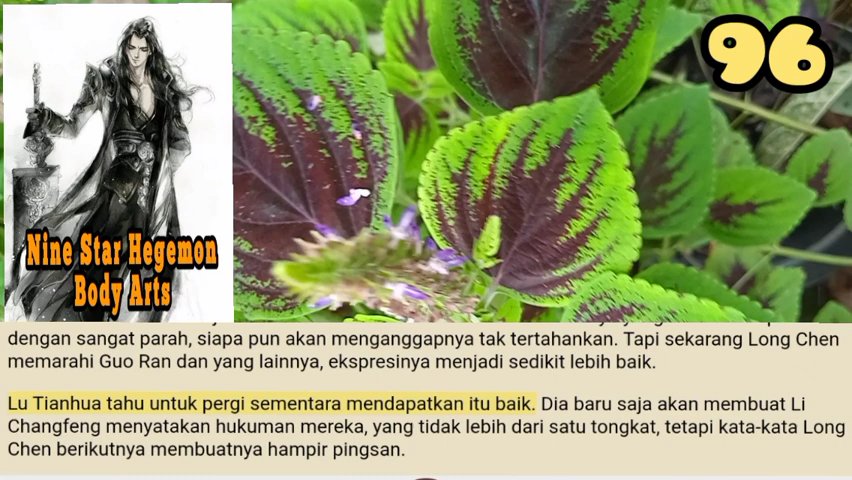 96
Nine Star Hegemon
Body Arts
dengan sangat parah, siapa pun akan menganggapnya tak tertahankan. Tapi sekarang Long Chen
memarahi Guo Ran dan yang lainnya, ekspresinya menjadi sedikit lebih baik.
Lu Tianhua tahu untuk pergi sementara mendapatkan itu baik. Dia baru saja akan membuat Li
Changfeng menyatakan hukuman mereka, yang tidak lebih dari satu tongkat, tetapi kata-kata Long
Chen berikutnya membuatnya hampir pingsan.